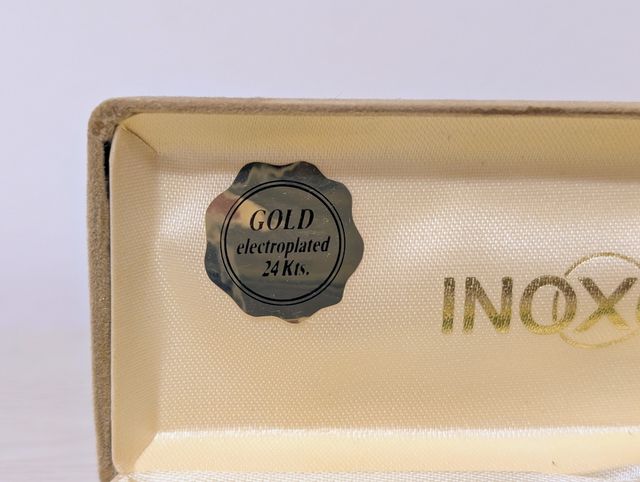 GOLD
electroplated
24 Kts.
INOX